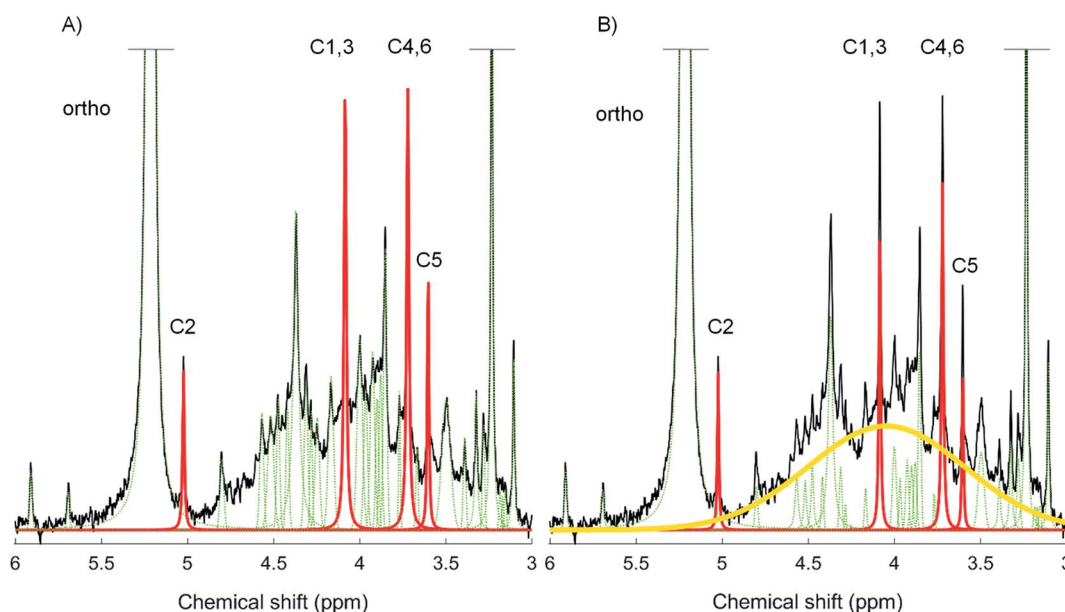 A)
C1,3 C4,6
ortho
C5
C2
6 5.5 5 4.5 4 3.5 3
Chemical shift (ppm)
B)
C1,3 C4,6
ortho
C5
C2
6 5.5 5 4.5 4 3.5 3
Chemical shift (ppm)